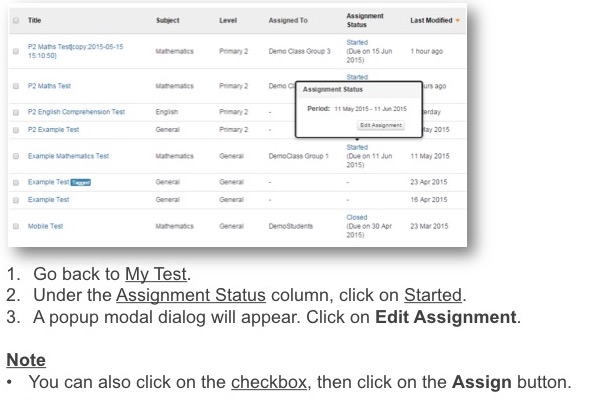 Title Subject Level Assigned To Assignment Status Last Modified
P2 Maths Test[copy:2015-05-15 15:10:50] Mathematics Primary 2 Demo Class Group 3 Started (Due on 15 Jun 2015) 1 hour ago
P2 Maths Test Mathematics Primary 2 Demo Started urs ago
Assignment Status
Period: 11 May 2015 - 11 Jun 2015
Edit Assignment
P2 English Comprehension Test English Primary 2 - erday
P2 Example Test General Primary 2 - May 2015
Example Mathematics Test Mathematics General DemoClass Group 1 Started (Due on 11 Jun 2015) 11 May 2015
Example Test Tagged General General - - 23 Apr 2015
Example Test General General - - 16 Apr 2015
Mobile Test Mathematics General DemoStudents Closed (Due on 30 Apr 2015) 23 Mar 2015
1. Go back to My Test.
2. Under the Assignment Status column, click on Started.
3. A popup modal dialog will appear. Click on Edit Assignment.
Note
• You can also click on the checkbox, then click on the Assign button.